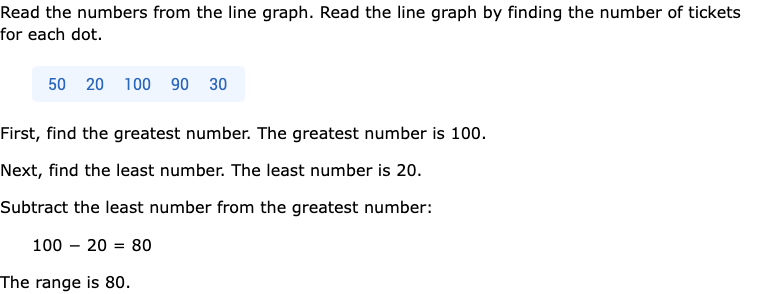 Read the numbers from the line graph. Read the line graph by finding the number of tickets
for each dot.
50 20 100 90 30
First, find the greatest number. The greatest number is 100.
Next, find the least number. The least number is 20.
Subtract the least number from the greatest number:
100 − 20 = 80
The range is 80.